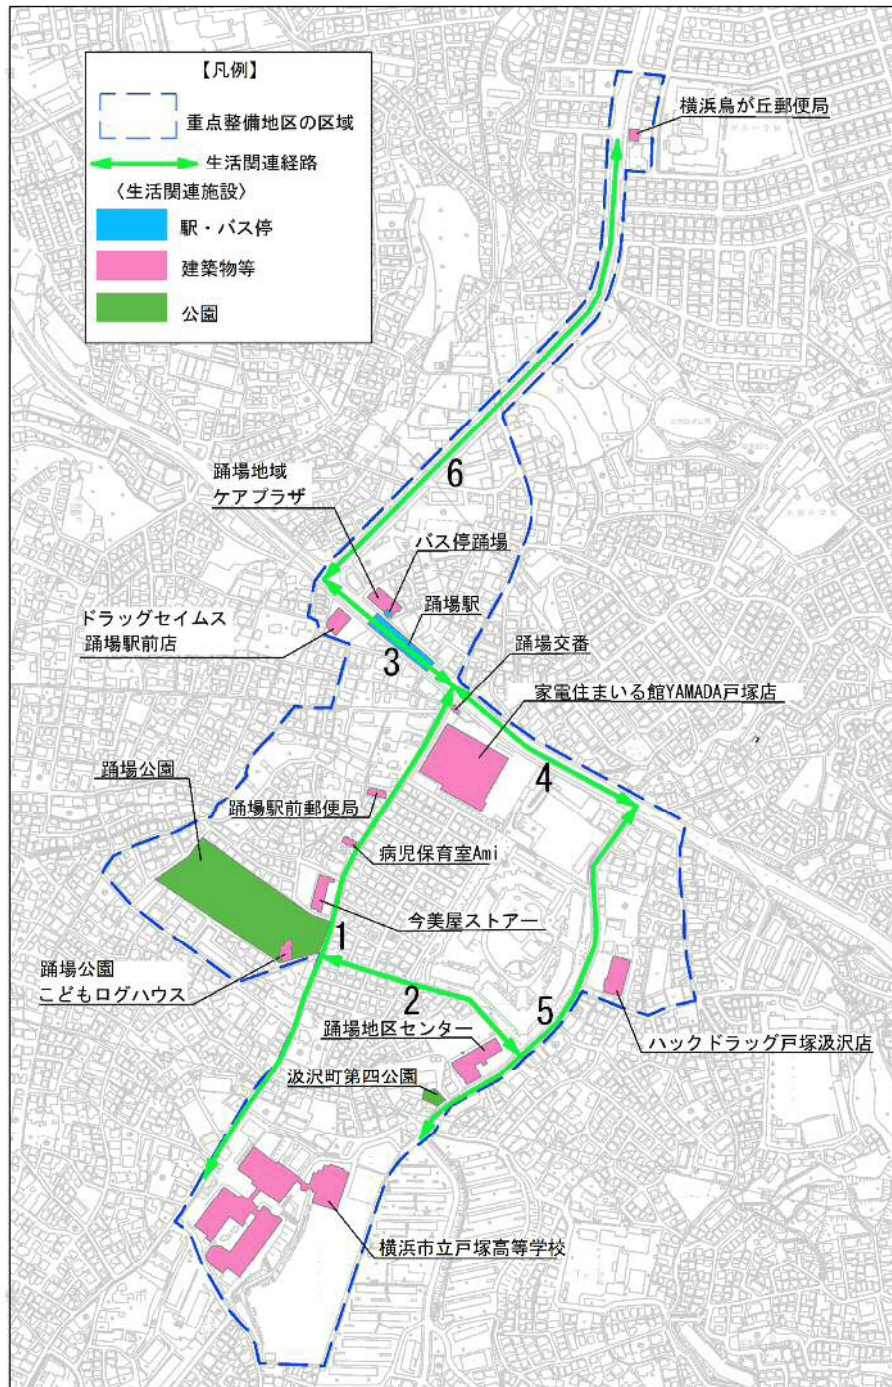 【凡例】
重点整備地区の区域
生活関連経路
〈生活関連施設〉
駅・バス停
建築物等
公園
横浜鳥が丘郵便局
6
踊場地域
ケアプラザ
バス停踊場
踊場駅
ドラッグセイムス
踊場駅前店
3
踊場交番
家電住まいる館YAMADA戸塚店
4
踊場公園
踊場駅前郵便局
病児保育室Ami
今美屋ストアー
1
踊場公園
こどもログハウス
2
5
踊場地区センター
ハックドラッグ戸塚汲沢店
汲沢町第四公園
横浜市立戸塚高等学校